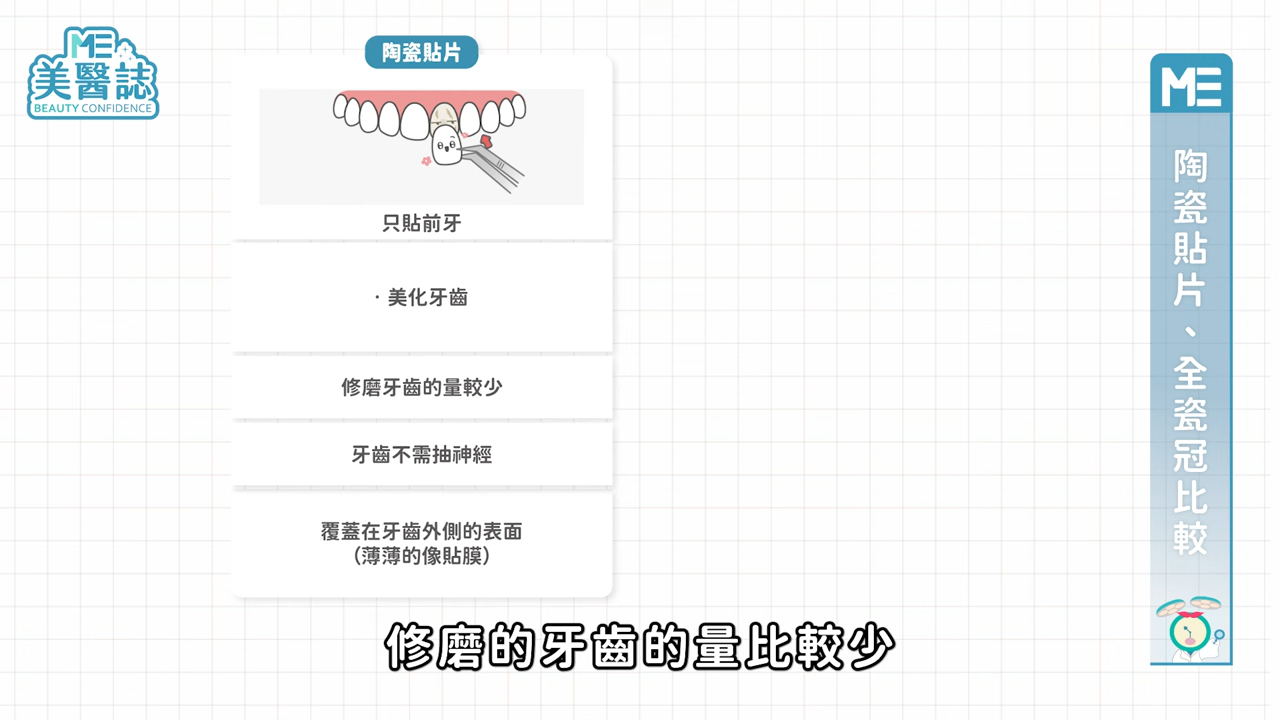 ME
美醫誌
BEAUTY CONFIDENCE
陶瓷貼片
只貼前牙
·美化牙齒
修磨牙齒的量較少
牙齒不需抽神經
覆蓋在牙齒外側的表面
(薄薄的像貼膜)
修磨的牙齒的量比較少
ME
陶瓷貼片、全瓷冠比較